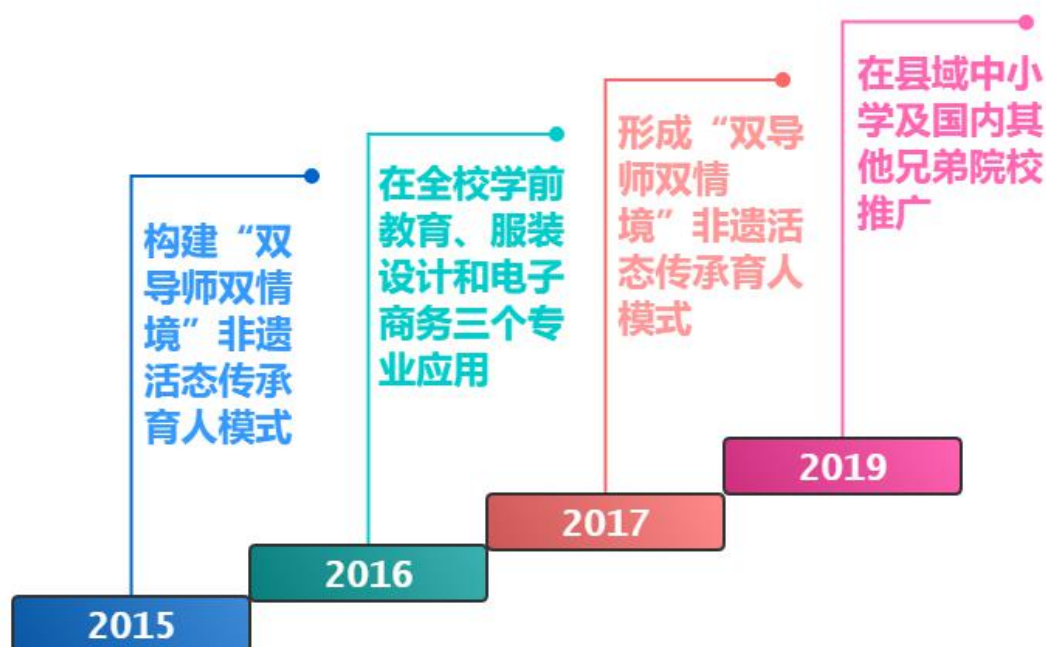 构建“双
导师双情
境”非遗
活态传承
育人模式
2015
在全校学前
教育、服装
设计和电子
商务三个专
业应用
2016
形成“双导
师双情
境”非遗活
态传承育人
模式
2017
在县域中小
学及国内其
他兄弟院校
推广
2019